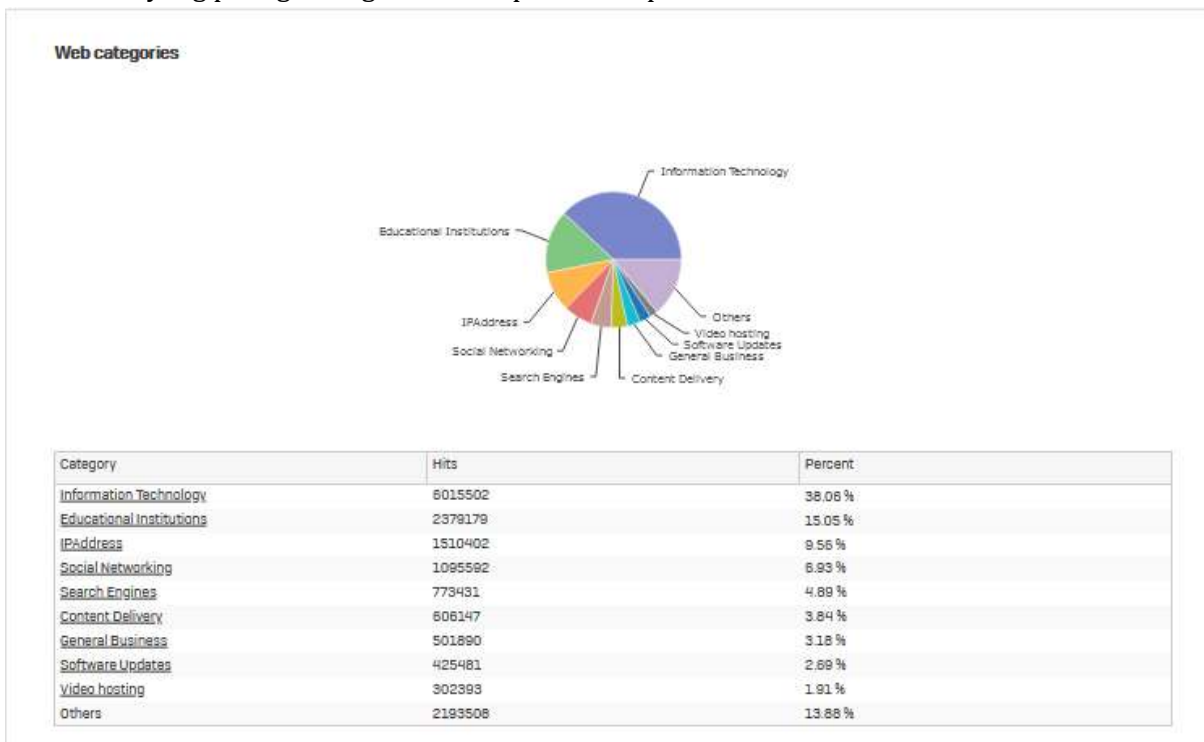 Web categories
Information Technology
Educational Institutions
IPAddress
Social Networking
Search Engines
Content Delivery
General Business
Software Updates
Video hosting
Others
Category Hits Percent
Information Technology 6015502 38.06 %
Educational Institutions 2379179 15.05 %
IPAddress 1510402 9.56 %
Social Networking 1095592 6.93 %
Search Engines 773431 4.89 %
Content Delivery 606147 3.84 %
General Business 501890 3.18 %
Software Updates 425481 2.69 %
Video hosting 302393 1.91 %
Others 2193508 13.88 %